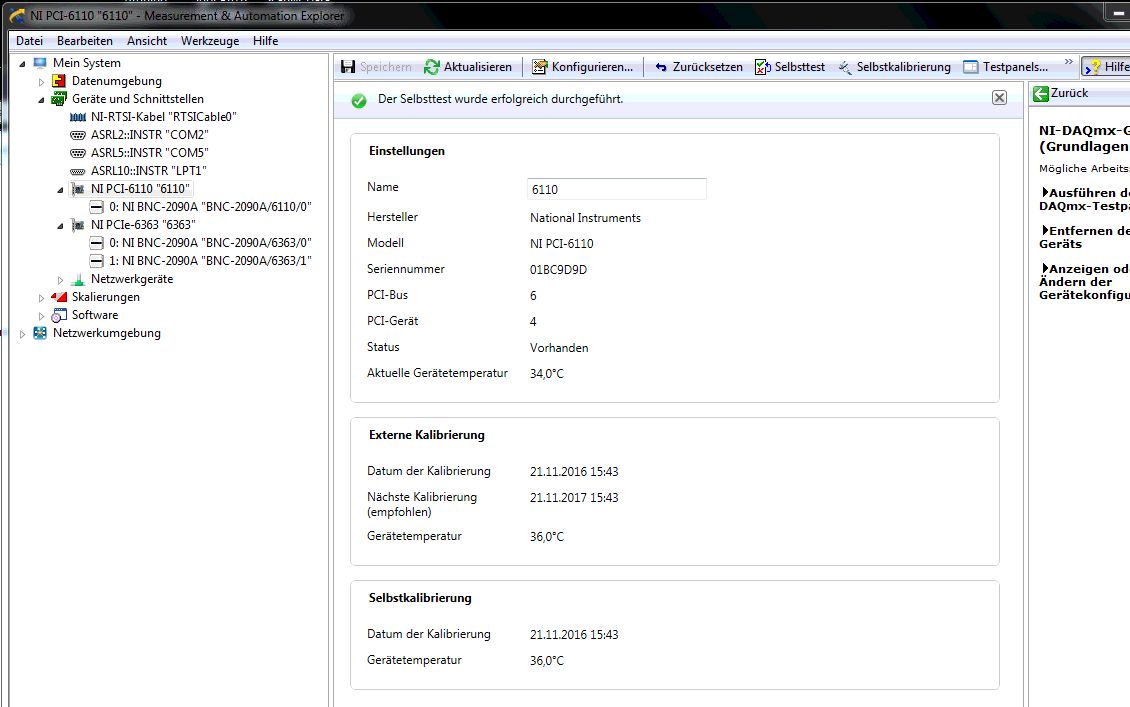 NI PCI-6110 "6110" - Measurement & Automation Explorer
Datei Bearbeiten Ansicht Werkzeuge Hilfe
Mein System
Datenumgebung
Geräte und Schnittstellen
NI-RTSI-Kabel "RTSICable0"
ASRL2::INSTR "COM2"
ASRL5::INSTR "COM5"
ASRL10::INSTR "LPT1"
NI PCI-6110 "6110"
0: NI BNC-2090A "BNC-2090A/6110/0"
NI PCIe-6363 "6363"
0: NI BNC-2090A "BNC-2090A/6363/0"
1: NI BNC-2090A "BNC-2090A/6363/1"
Netzwerkgeräte
Skalierungen
Software
Netzwerkumgebung
Speichern Aktualisieren Konfigurieren... Zurücksetzen Selbsttest Selbstkalibrierung Testpanels... » Hilfe
Der Selbsttest wurde erfolgreich durchgeführt.
Einstellungen
Name 6110
Hersteller National Instruments
Modell NI PCI-6110
Seriennummer 01BC9D9D
PCI-Bus 6
PCI-Gerät 4
Status Vorhanden
Aktuelle Gerätetemperatur 34,0°C
Externe Kalibrierung
Datum der Kalibrierung 21.11.2016 15:43
Nächste Kalibrierung 21.11.2017 15:43
(empfohlen)
Gerätetemperatur 36,0°C
Selbstkalibrierung
Datum der Kalibrierung 21.11.2016 15:43
Gerätetemperatur 36,0°C
Zurück
NI-DAQmx-G
(Grundlagen
Mögliche Arbeits
Ausführen de
DAQmx-Testpa
Entfernen de
Geräts
Anzeigen od
Ändern der
Gerätekonfigu